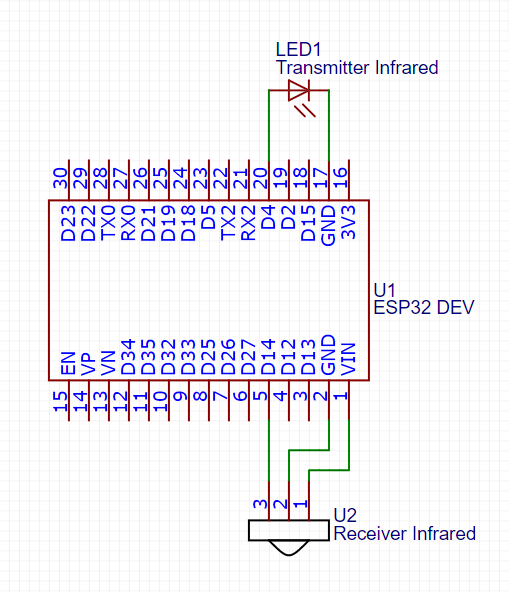 LED1
Transmitter Infrared
30 29 28 27 26 25 24 23 22 21 20 19 18 17 16
D23 D22 TX0 RX0 D21 D19 D18 D5 TX2 RX2 D4 D2 D15 GND 3V3
U1
ESP32 DEV
EN VP VN D34 D35 D32 D33 D25 D26 D27 D14 D12 D13 GND VIN
15 14 13 12 11 10 9 8 7 6 5 4 3 2 1
3 2 1
U2
Receiver Infrared